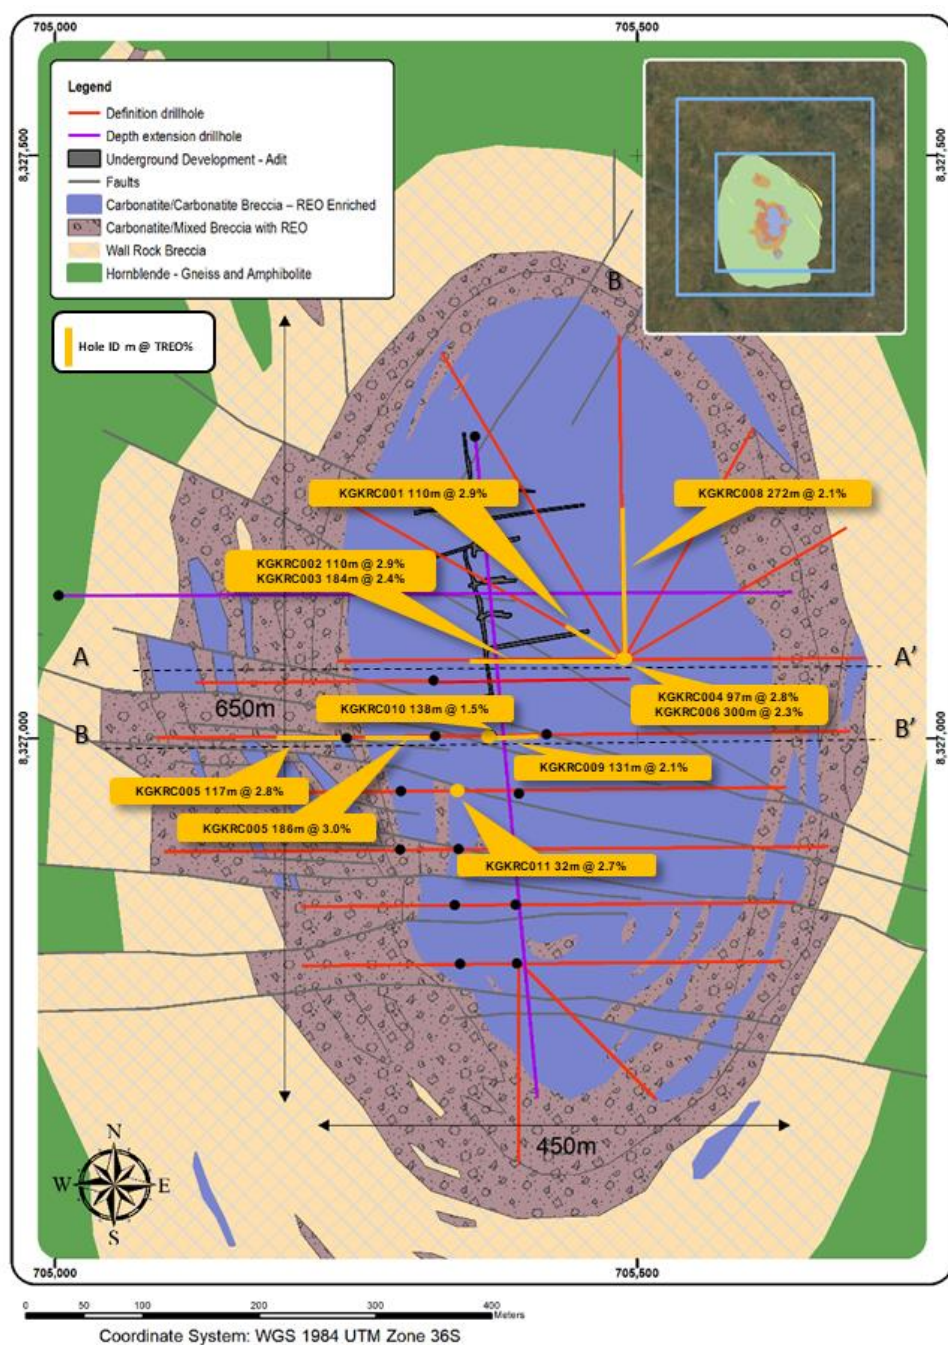 705,000
705,500
8,327,500
8,327,500
Legend
Definition drillhole
Depth extension drillhole
Underground Development - Adit
Faults
Carbonatite/Carbonatite Breccia – REO Enriched
Carbonatite/Mixed Breccia with REO
Wall Rock Breccia
Hornblende - Gneiss and Amphibolite
Hole ID m @ TREO%
B
KGKRC001 110m @ 2.9%
KGKRC008 272m @ 2.1%
KGKRC002 110m @ 2.9%
KGKRC003 184m @ 2.4%
A
A'
KGKRC004 97m @ 2.8%
KGKRC006 300m @ 2.3%
650m
KGKRC010 138m @ 1.5%
8,327,000
B
B'
8,327,000
KGKRC009 131m @ 2.1%
KGKRC005 117m @ 2.8%
KGKRC005 186m @ 3.0%
KGKRC011 32m @ 2.7%
450m
N
W
E
S
705,000
705,500
0 50 100 200 300 400
Meters
Coordinate System: WGS 1984 UTM Zone 36S